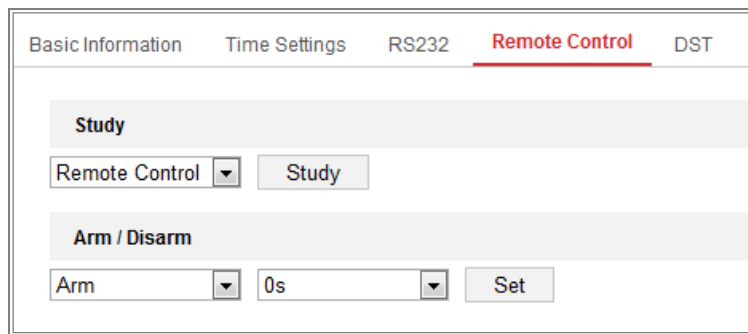 Basic Information Time Settings RS232 Remote Control DST
Study
Remote Control Study
Arm / Disarm
Arm 0s Set